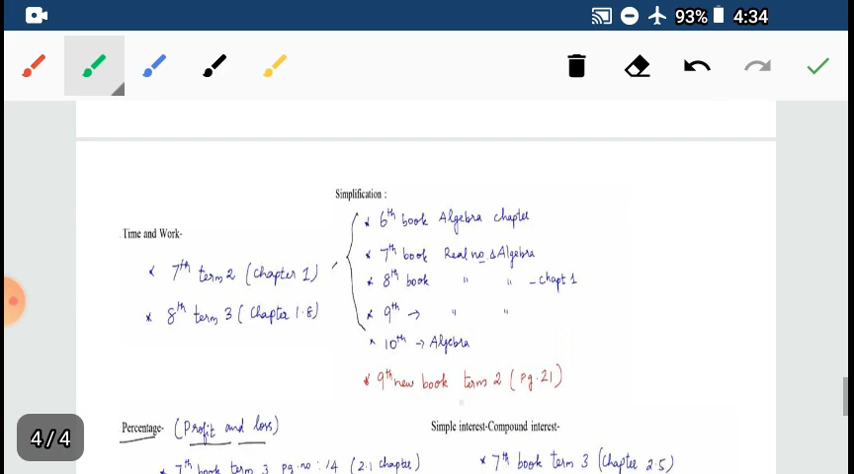 93% 4:34
Simplification :
* 6th book Algebra chapter
Time and Work-
* 7th book Real no & Algebra
* 7th term 2 (Chapter 1)
* 8th book " " - Chapt 1
* 8th term 3 (Chapter 1.8)
* 9th → " "
* 10th → Algebra
* 9th new book term 2 (Pg.21)
Percentage- (Profit and loss)
Simple interest-Compound interest-
4/4
* 7th book term 3 pg.no: 14 (2.1 chapter)
* 7th book term 3 (Chapter 2.5)